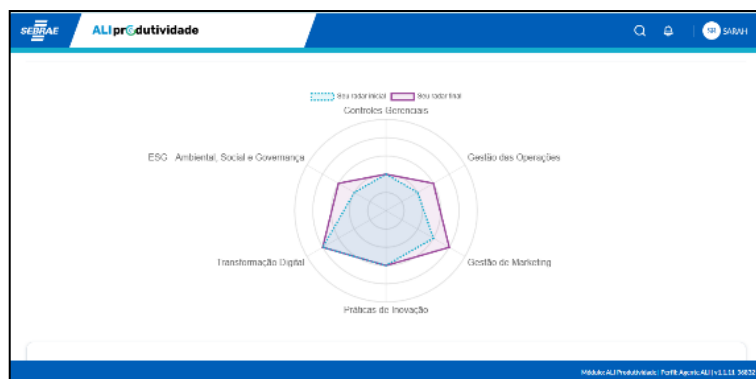 SEBRAE
ALI produtividade
SARAH
Seu radar inicial Seu radar final
Controles Gerenciais
ESG Ambiental, Social e Governança
Gestão das Operações
Transformação Digital
Gestão de Marketing
Práticas de Inovação
Módulo: ALI Produtividade | Perfil: Agente ALI | v1.1.11